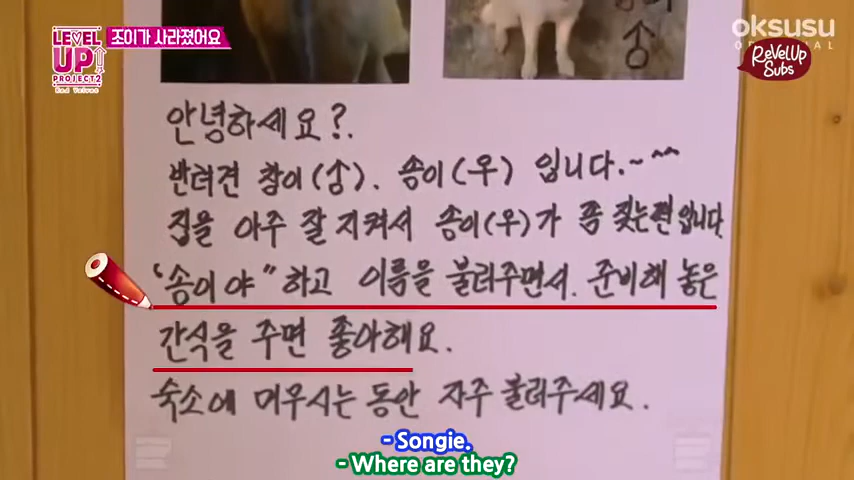 LEVEL UP PROJECT2
Red Velvet
조이가 사라졌어요
oksusu
ReVeLUp Subs
안녕하세요?.
반려견 창이(♂). 송이(우) 입니다.~^^
집을 아주 잘 지켜서 송이(우)가 쫌 짖는편입니다.
“송이야”하고 이름을 불러주면서. 준비해 놓은
간식을 주면 좋아해요.
숙소에 머무시는 동안 자주 불러주세요.
- Songie.
- Where are they?